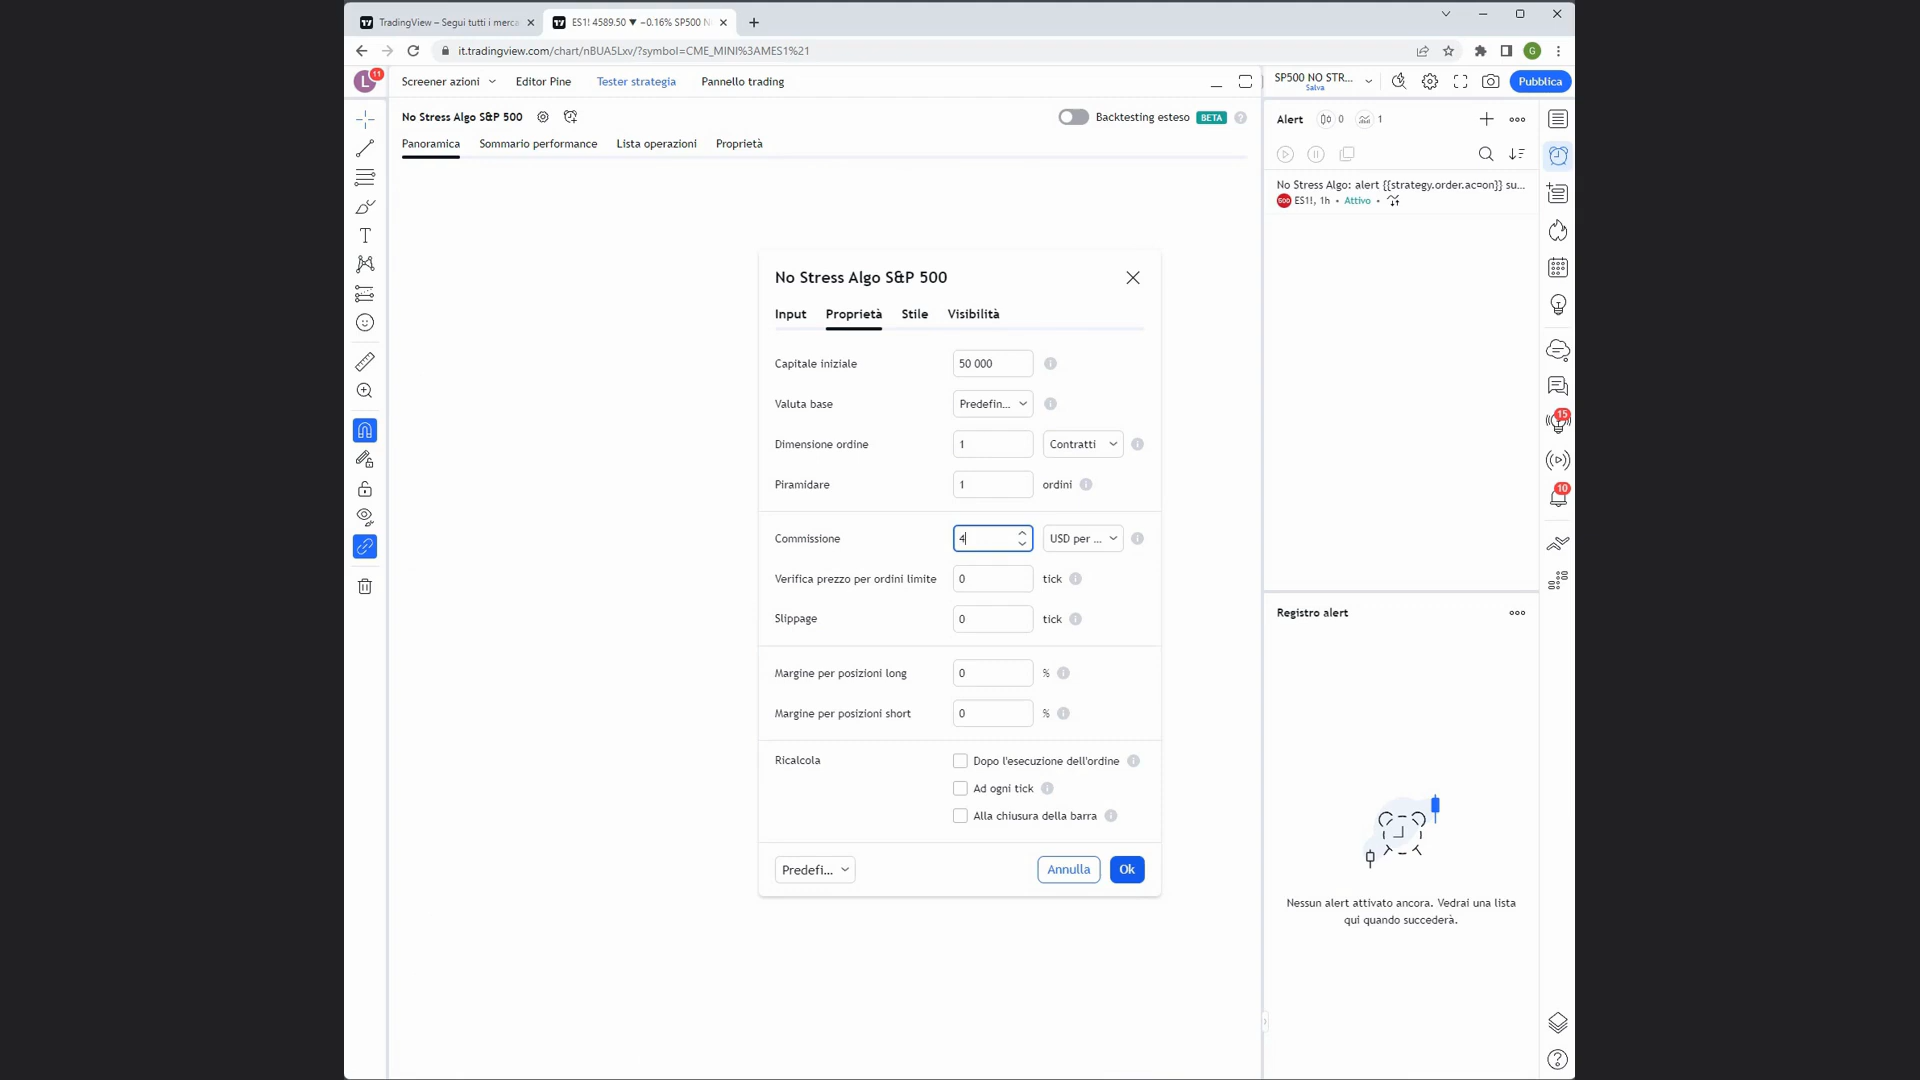 TradingView – Segui tutti i merca
ES1! 4589.50 ▼ −0.16% SP500 N
it.tradingview.com/chart/nBUA5Lxv/?symbol=CME_MINI%3AMES1%21
G
L
11
Screener azioni
Editor Pine
Tester strategia
Pannello trading
SP500 NO STR...
Salva
Pubblica
No Stress Algo S&P 500
Backtesting esteso
BETA
Panoramica
Sommario performance
Lista operazioni
Proprietà
Alert
0
1
No Stress Algo: alert {{strategy.order.ac=on}} su...
500
ES1!, 1h • Attivo •
No Stress Algo S&P 500
Input
Proprietà
Stile
Visibilità
Capitale iniziale
50 000
Valuta base
Predefin...
Dimensione ordine
1
Contratti
Piramidare
1
ordini
Commissione
4
USD per ...
Verifica prezzo per ordini limite
0
tick
Slippage
0
tick
Margine per posizioni long
0
%
Margine per posizioni short
0
%
Ricalcola
Dopo l'esecuzione dell'ordine
Ad ogni tick
Alla chiusura della barra
Predefi...
Annulla
Ok
15
10
Registro alert
Nessun alert attivato ancora. Vedrai una lista
qui quando succederà.